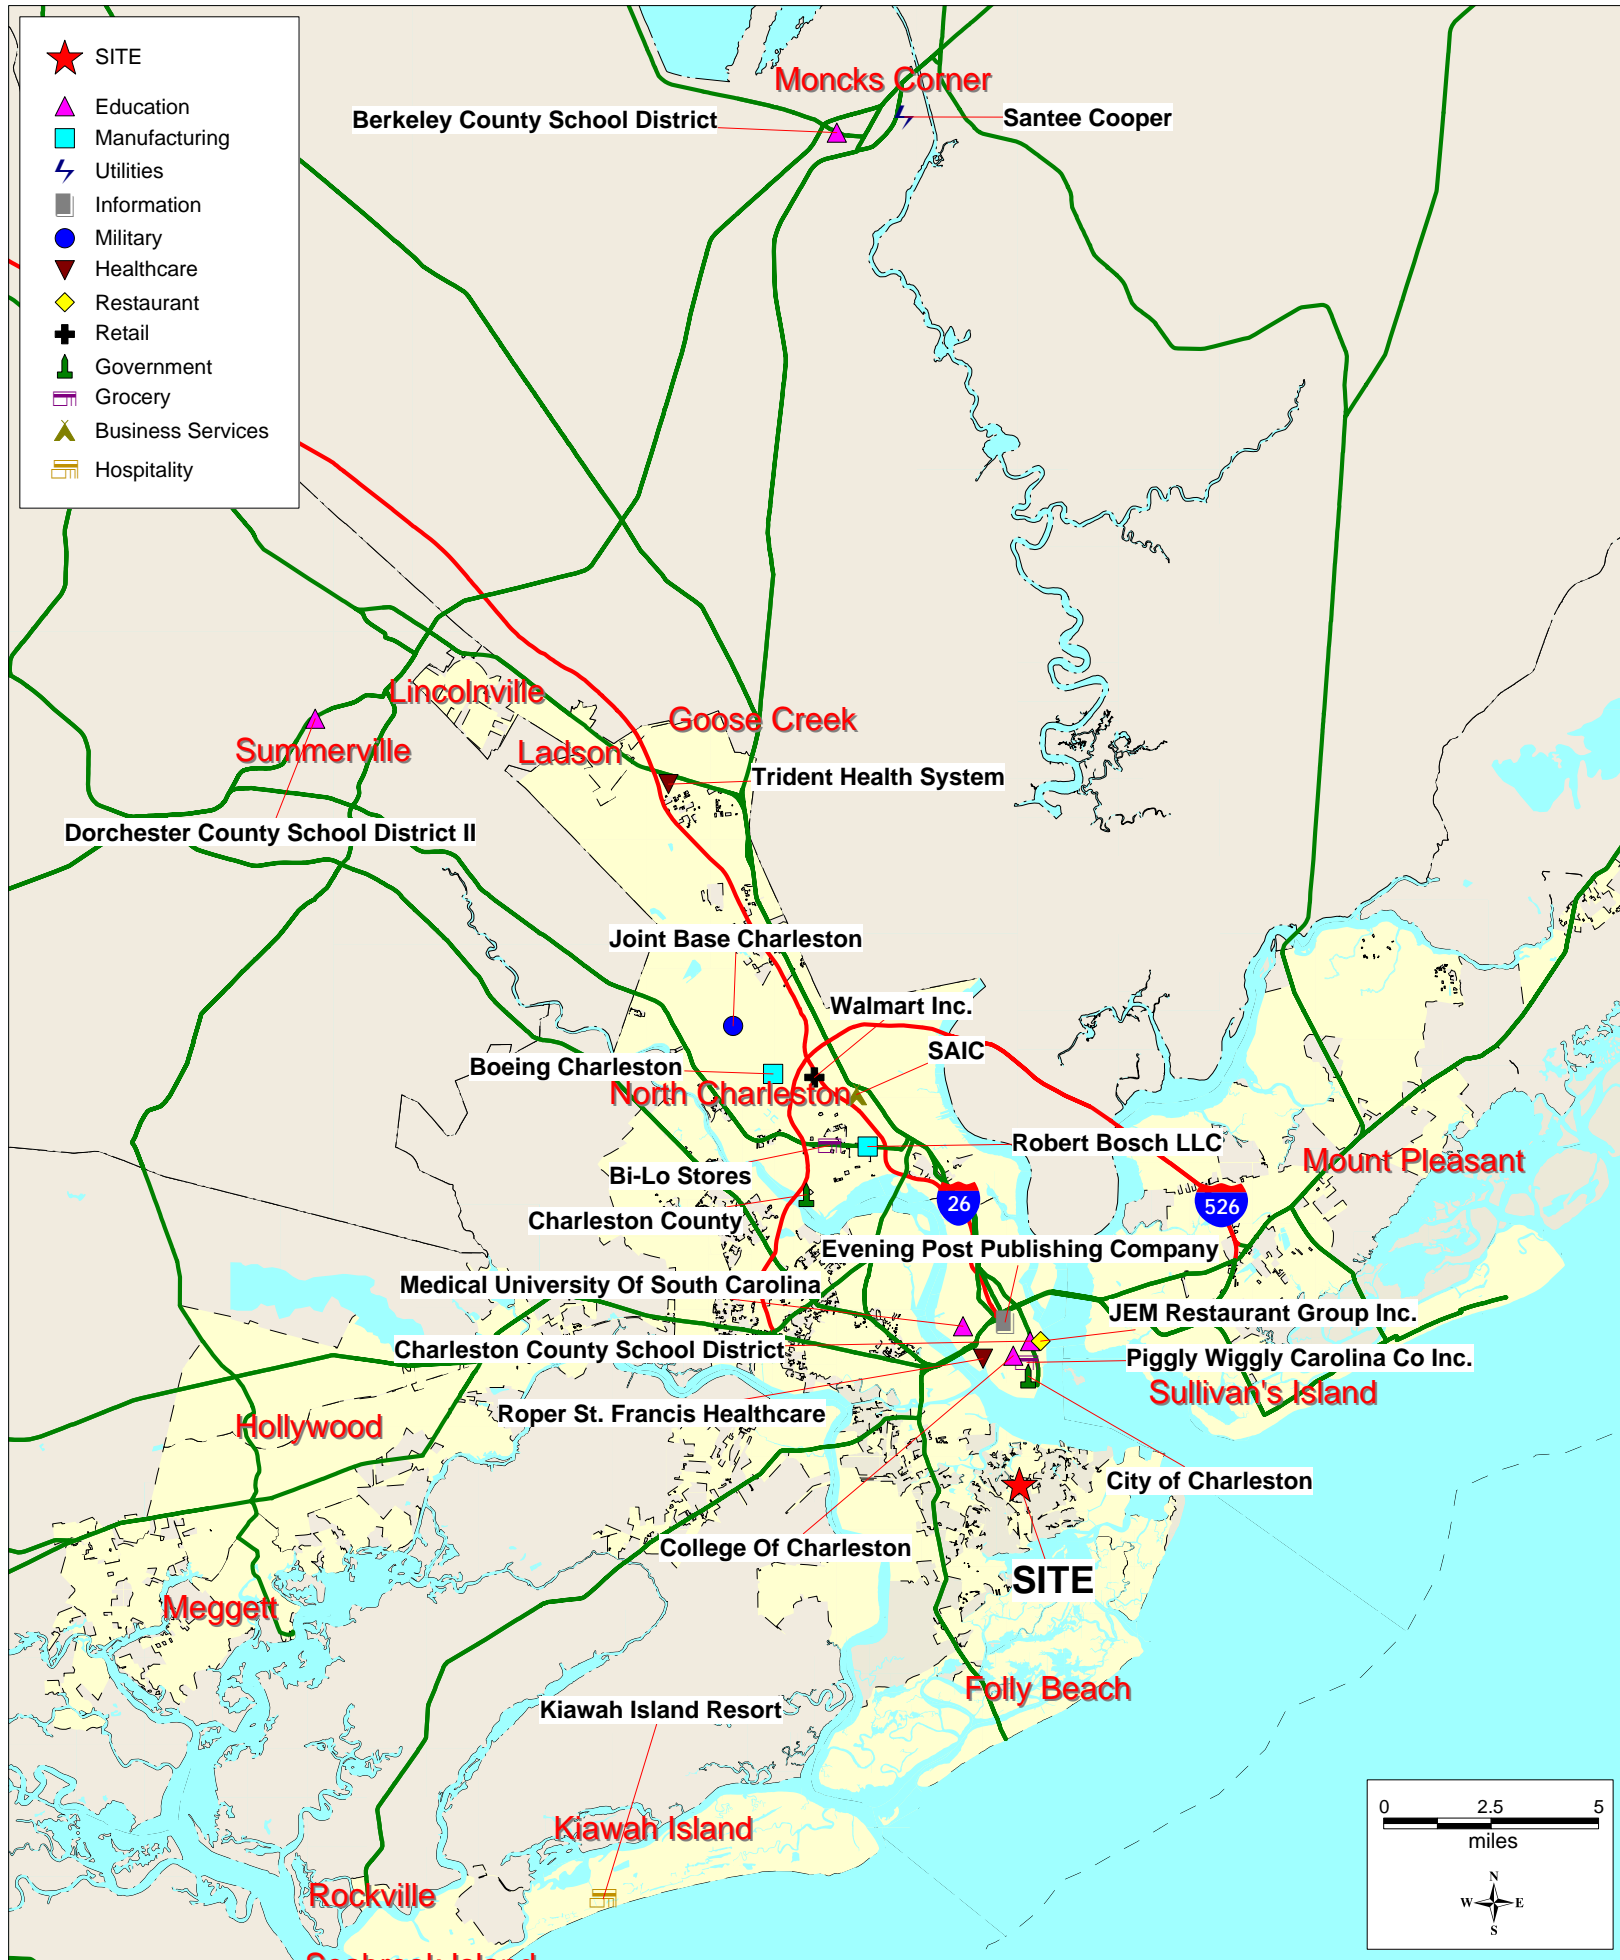 SITE
Education
Manufacturing
Utilities
Information
Military
Healthcare
Restaurant
Retail
Government
Grocery
Business Services
Hospitality
Moncks Corner
Berkeley County School District
Santee Cooper
Lincolnville
Goose Creek
Summerville
Ladson
Trident Health System
Dorchester County School District II
Joint Base Charleston
Walmart Inc.
SAIC
Boeing Charleston
North Charleston
Robert Bosch LLC
Mount Pleasant
Bi-Lo Stores
26
526
Charleston County
Evening Post Publishing Company
Medical University Of South Carolina
JEM Restaurant Group Inc.
Charleston County School District
Piggly Wiggly Carolina Co Inc.
Sullivan's Island
Roper St. Francis Healthcare
Hollywood
City of Charleston
College Of Charleston
SITE
Meggett
Folly Beach
Kiawah Island Resort
Kiawah Island
Rockville
Seabrook Island
0 2.5 5
miles
N
W E
S